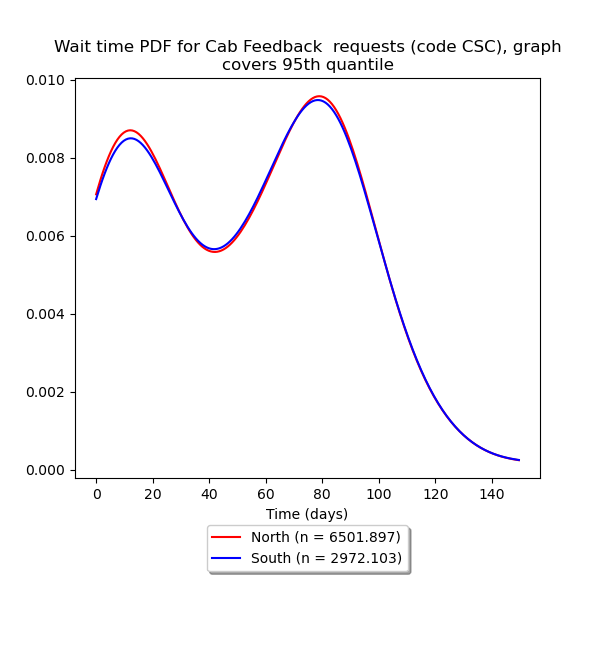 Wait time PDF for Cab Feedback  requests (code CSC), graph
covers 95th quantile
0.010
0.008
0.006
0.004
0.002
0.000
0 20 40 60 80 100 120 140
Time (days)
North (n = 6501.897)
South (n = 2972.103)